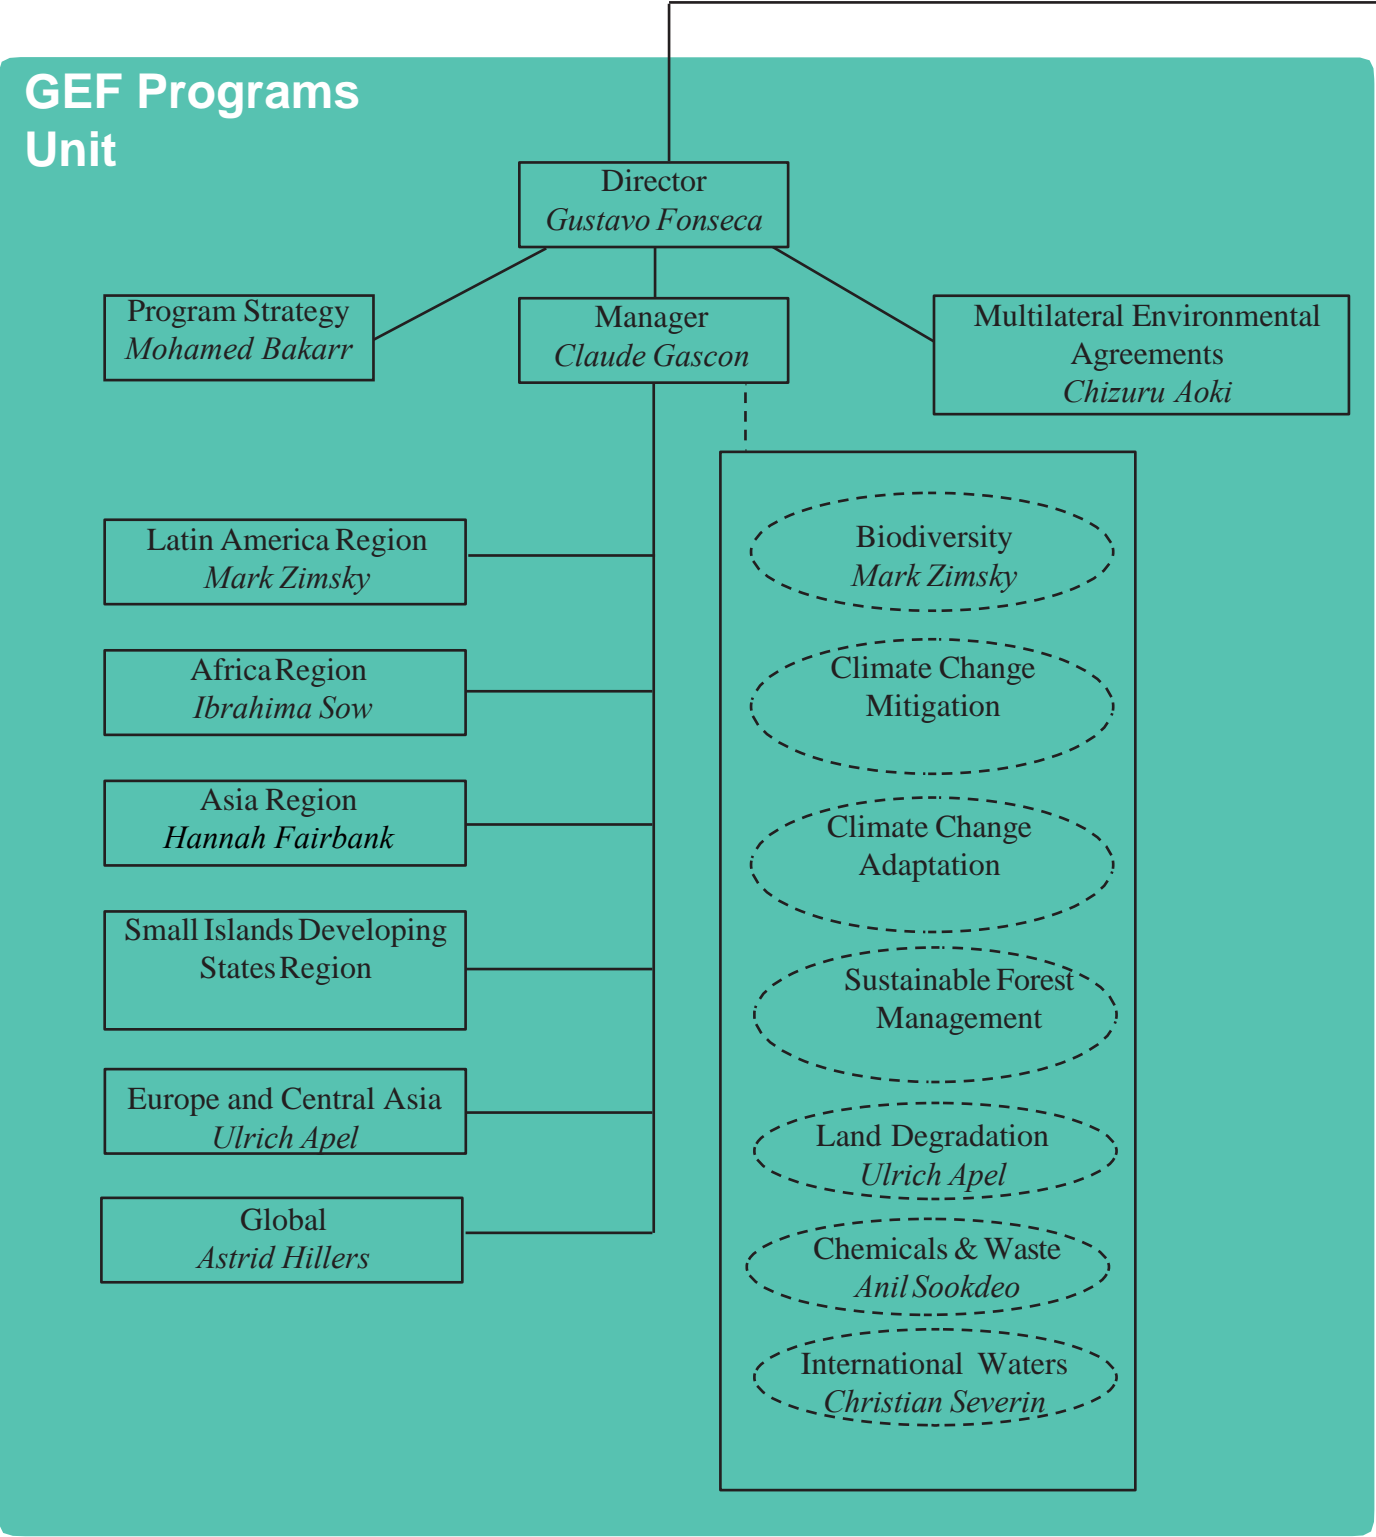 GEF Programs
Unit
Director
Gustavo Fonseca
Program Strategy
Mohamed Bakarr
Manager
Claude Gascon
Multilateral Environmental
Agreements
Chizuru Aoki
Latin America Region
Mark Zimsky
Africa Region
Ibrahima Sow
Asia Region
Hannah Fairbank
Small Islands Developing
States Region
Europe and Central Asia
Ulrich Apel
Global
Astrid Hillers
Biodiversity
Mark Zimsky
Climate Change
Mitigation
Climate Change
Adaptation
Sustainable Forest
Management
Land Degradation
Ulrich Apel
Chemicals & Waste
Anil Sookdeo
International Waters
Christian Severin